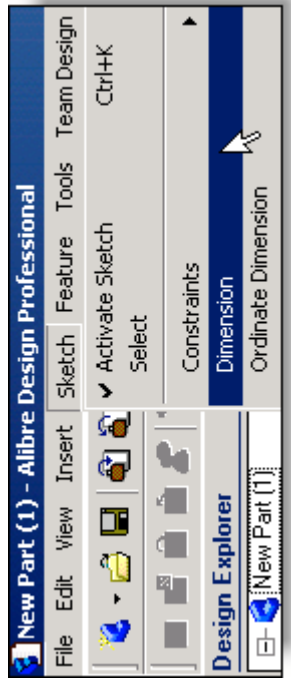 New Part (1) - Alibre Design Professional
File Edit View Insert Sketch Feature Tools Team Design
Activate Sketch Ctrl+K
Select
Constraints
Dimension
Ordinate Dimension
Design Explorer
New Part (1)